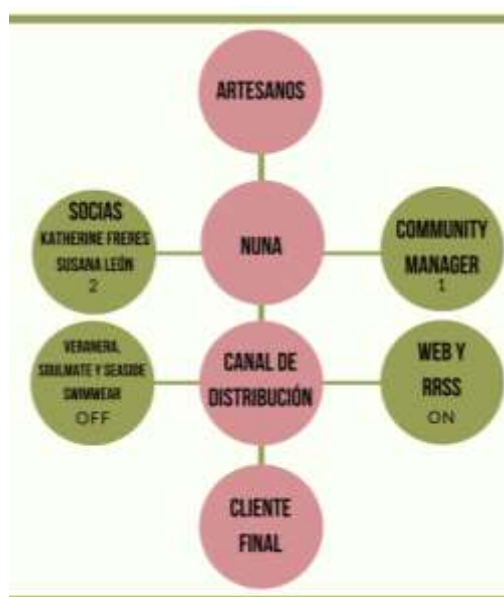 ARTESANOS
SOCIAS
KATHERINE FRERES
SUSANA LEÓN
2
NUNA
COMMUNITY
MANAGER
1
VERANERA,
SOULMATE Y SEASIDE
SWIMWEAR
OFF
CANAL DE
DISTRIBUCIÓN
WEB Y
RRSS
ON
CLIENTE
FINAL